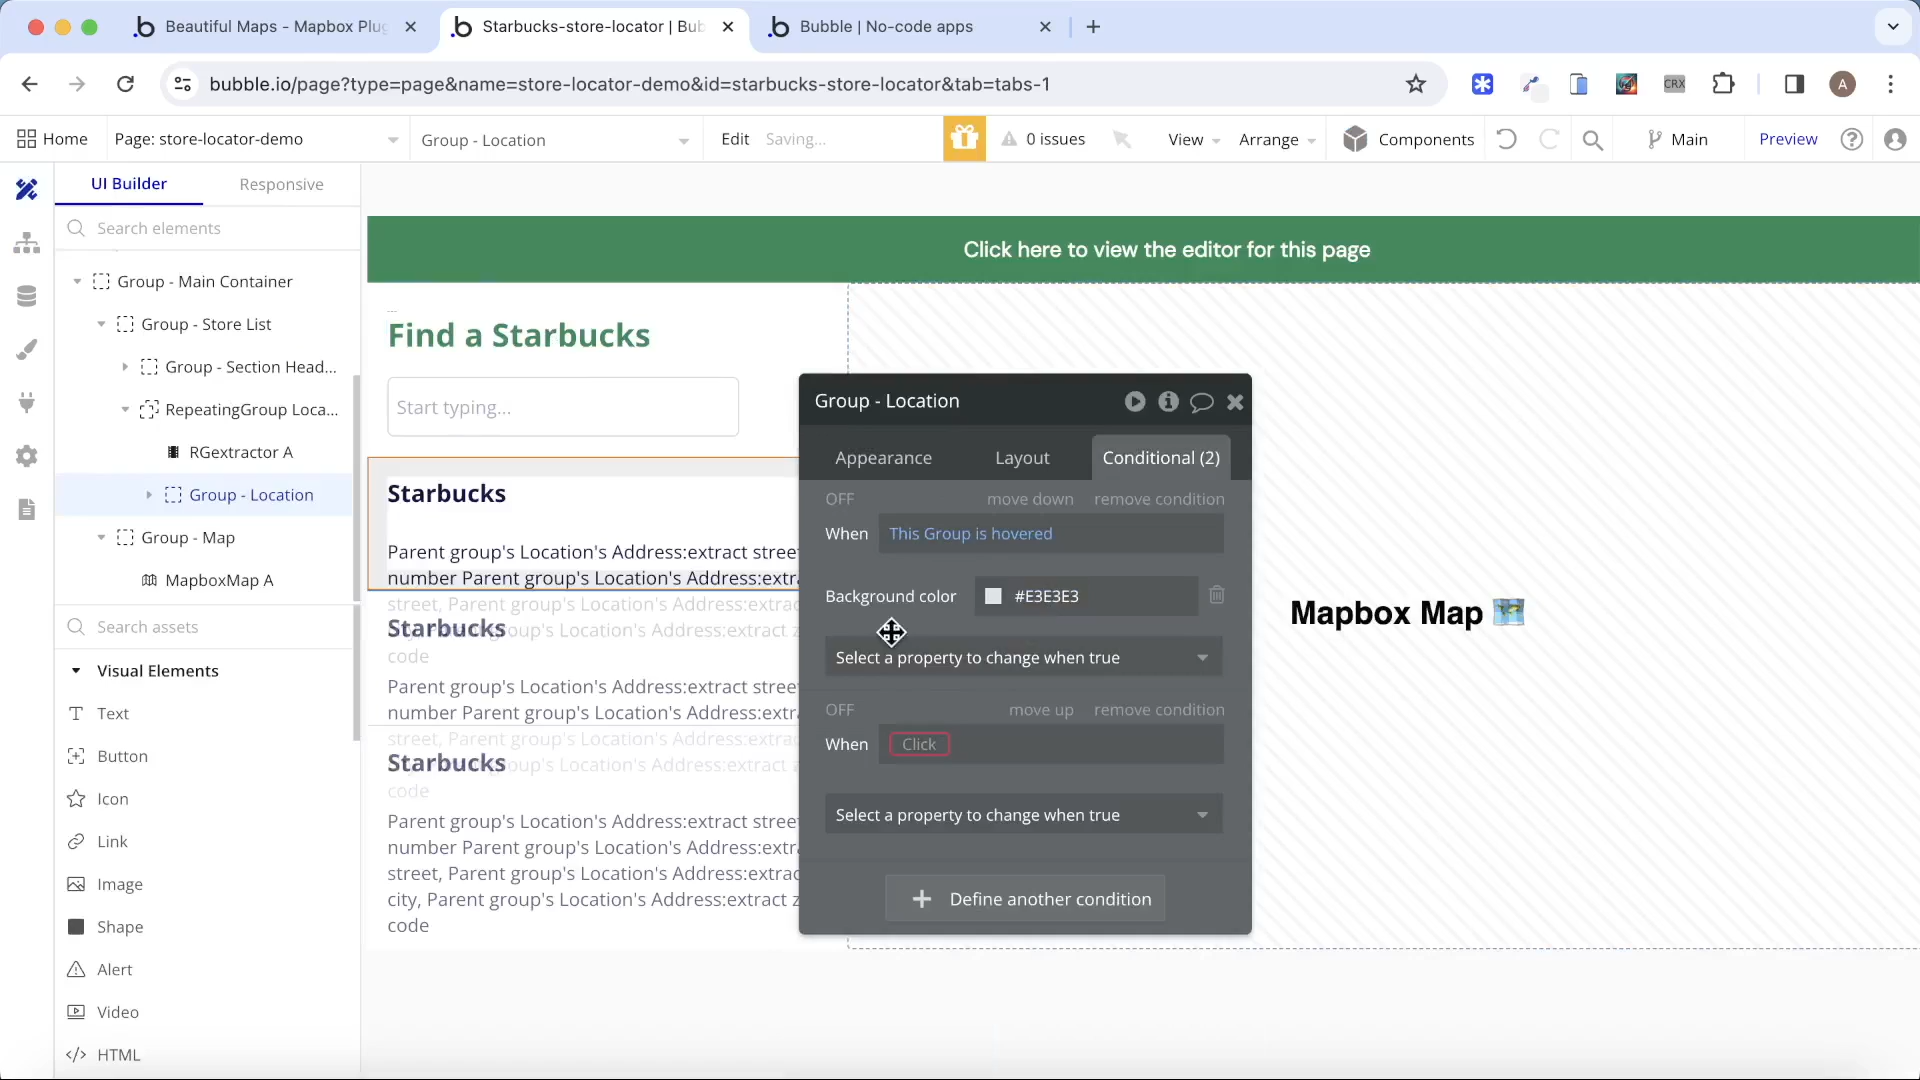 Beautiful Maps - Mapbox Plug
Starbucks-store-locator | Bub
Bubble | No-code apps
bubble.io/page?type=page&name=store-locator-demo&id=starbucks-store-locator&tab=tabs-1
CRX
A
Home
Page: store-locator-demo
Group - Location
Edit
Saving...
0 issues
View
Arrange
Components
Main
Preview
UI Builder
Responsive
Search elements
Group - Main Container
Group - Store List
Group - Section Head...
RepeatingGroup Loca...
RGextractor A
Group - Location
Group - Map
MapboxMap A
Search assets
Visual Elements
Text
Button
Icon
Link
Image
Shape
Alert
Video
HTML
Click here to view the editor for this page
Find a Starbucks
Start typing...
Starbucks
Parent group's Location's Address:extract stree
number Parent group's Location's Address:extra
street, Parent group's Location's Address:extrac
Starbucks
code
Parent group's Location's Address:extract stree
number Parent group's Location's Address:extra
street, Parent group's Location's Address:extrac
Starbucks
code
Parent group's Location's Address:extract stree
number Parent group's Location's Address:extra
street, Parent group's Location's Address:extrac
city, Parent group's Location's Address:extract z
code
Group - Location
Appearance
Layout
Conditional (2)
OFF
move down
remove condition
When
This Group is hovered
Background color
#E3E3E3
Select a property to change when true
OFF
move up
remove condition
When
Click
Select a property to change when true
Define another condition
Mapbox Map